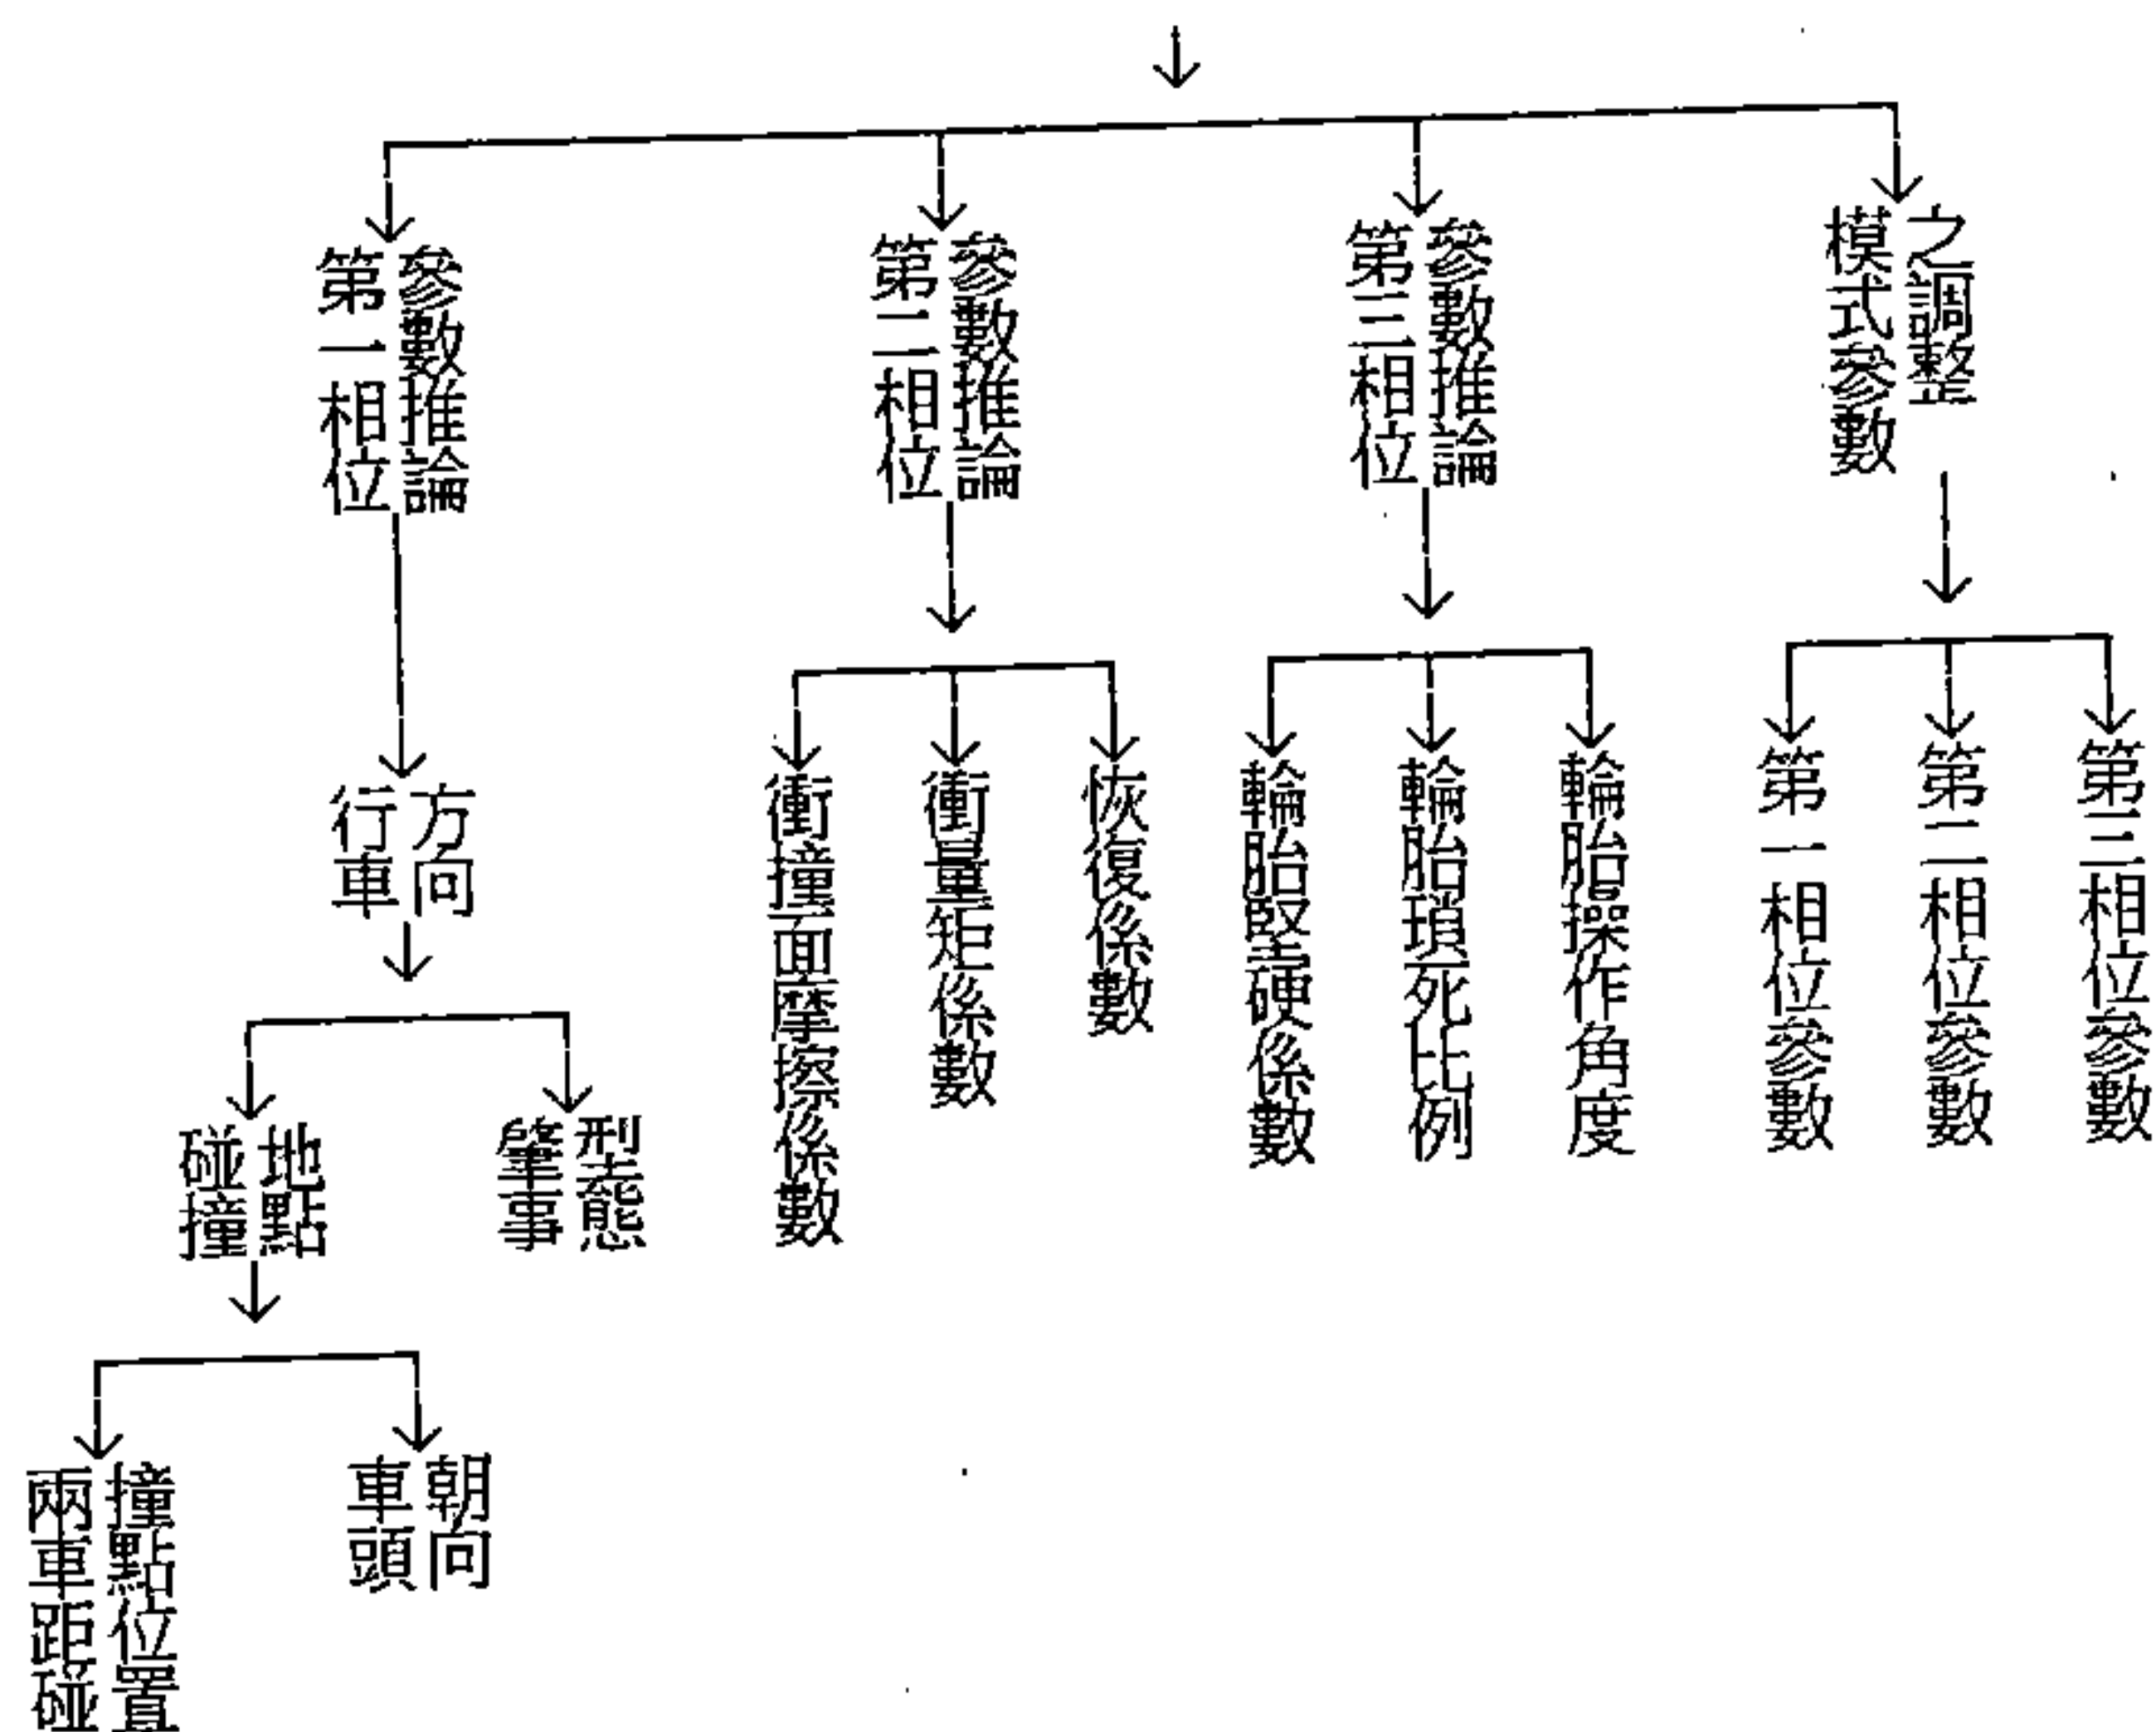 第一相位
參數推論
第二相位
參數推論
第三相位
參數推論
模式參數
之調整
行車
方向
衝撞面摩擦係數
衝量矩係數
恢復係數
輪胎堅硬係數
輪胎瑣死比例
輪胎操作角度
第一相位參數
第二相位參數
第三相位參數
碰撞
地點
肇事
型態
兩車距碰
撞點位置
車頭
朝向